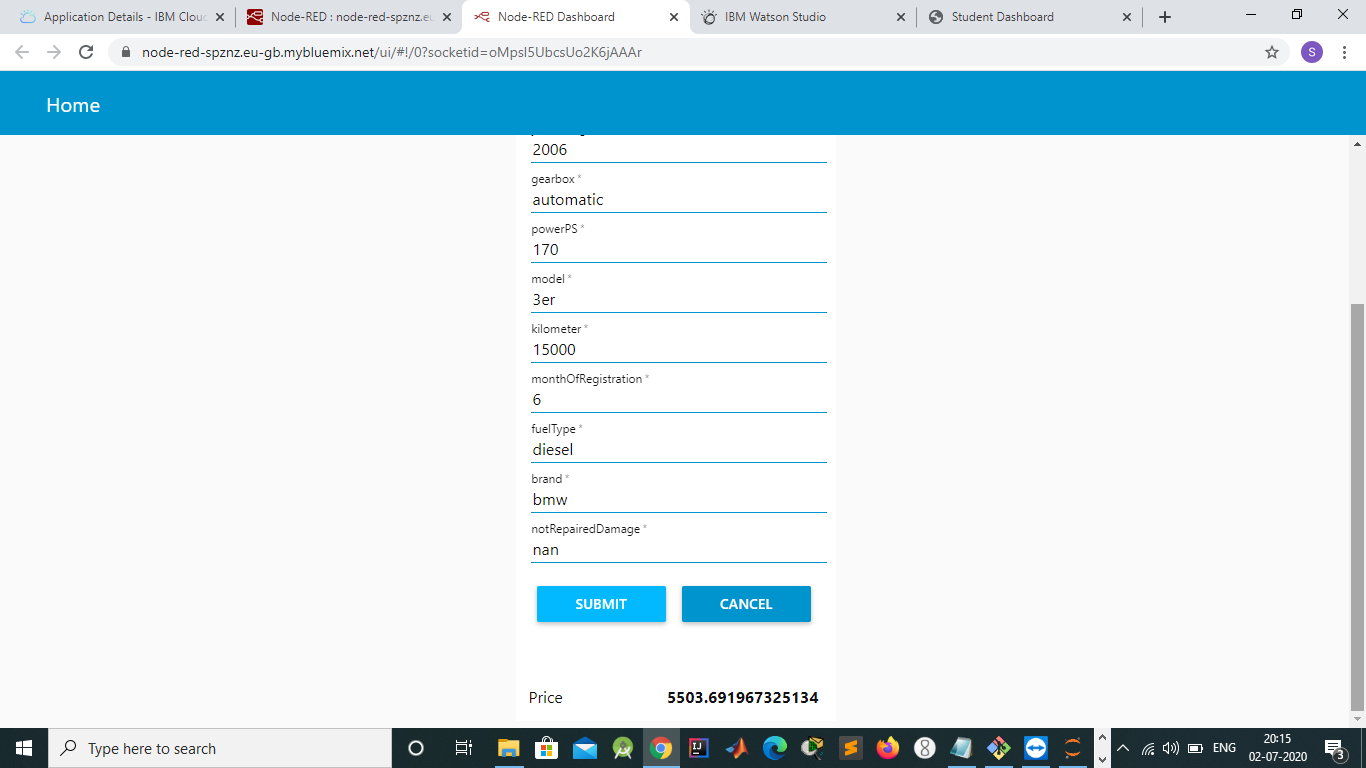 Application Details - IBM Clou
Node-RED : node-red-spznz.eu
Node-RED Dashboard
IBM Watson Studio
Student Dashboard
node-red-spznz.eu-gb.mybluemix.net/ui/#!/0?socketid=oMpsI5UbcsUo2K6jAAAr
S
Home
2006
gearbox *
automatic
powerPS *
170
model *
3er
kilometer *
15000
monthOfRegistration *
6
fuelType *
diesel
brand *
bmw
notRepairedDamage *
nan
SUBMIT CANCEL
Price 5503.691967325134
Type here to search
ENG
20:15
02-07-2020
3